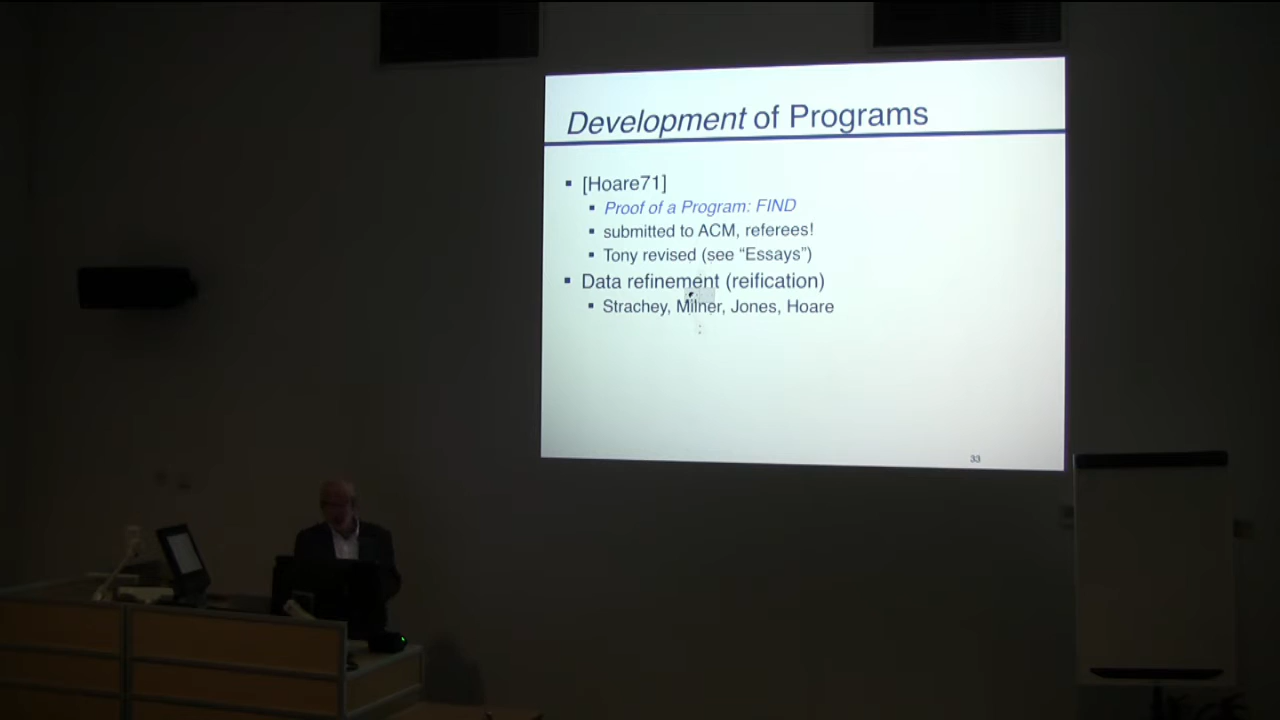 Development of Programs
[Hoare71]
Proof of a Program: FIND
submitted to ACM, referees!
Tony revised (see “Essays”)
Data refinement (reification)
Strachey, Milner, Jones, Hoare
33